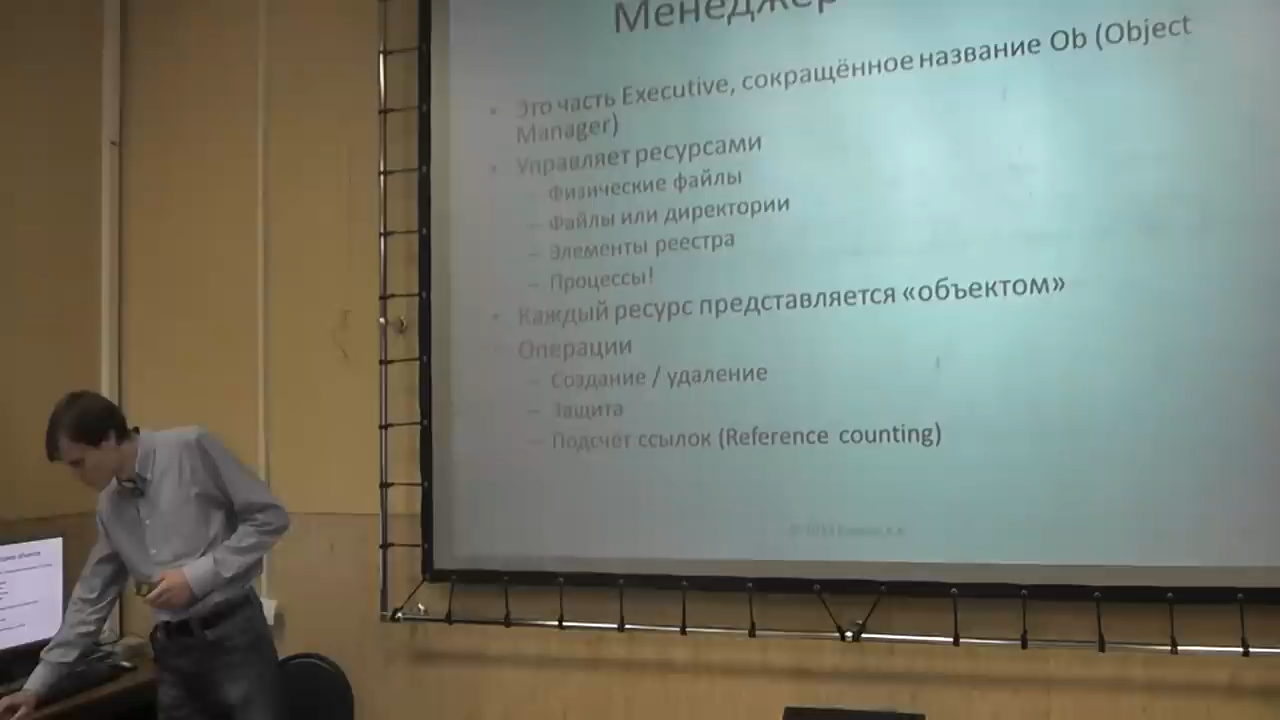 Менеджер
Это часть Executive, сокращённое название Ob (Object
Manager)
Управляет ресурсами
Физические файлы
Файлы или директории
Элементы реестра
Процессы!
Каждый ресурс представляется «объектом»
Операции
Создание / удаление
Защита
Подсчёт ссылок (Reference counting)